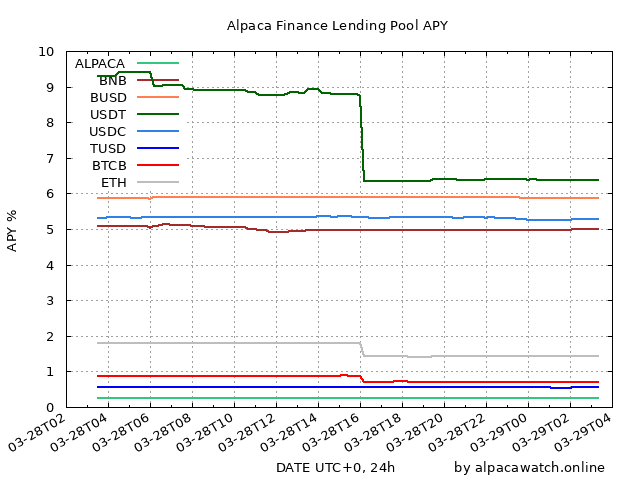 Alpaca Finance Lending Pool APY
10
9
8
7
6
5
4
3
2
1
0
APY %
ALPACA
BNB
BUSD
USDT
USDC
TUSD
BTCB
ETH
03-28T02
03-28T04
03-28T06
03-28T08
03-28T10
03-28T12
03-28T14
03-28T16
03-28T18
03-28T20
03-28T22
03-29T00
03-29T02
03-29T04
DATE UTC+0, 24h
by alpacawatch.online